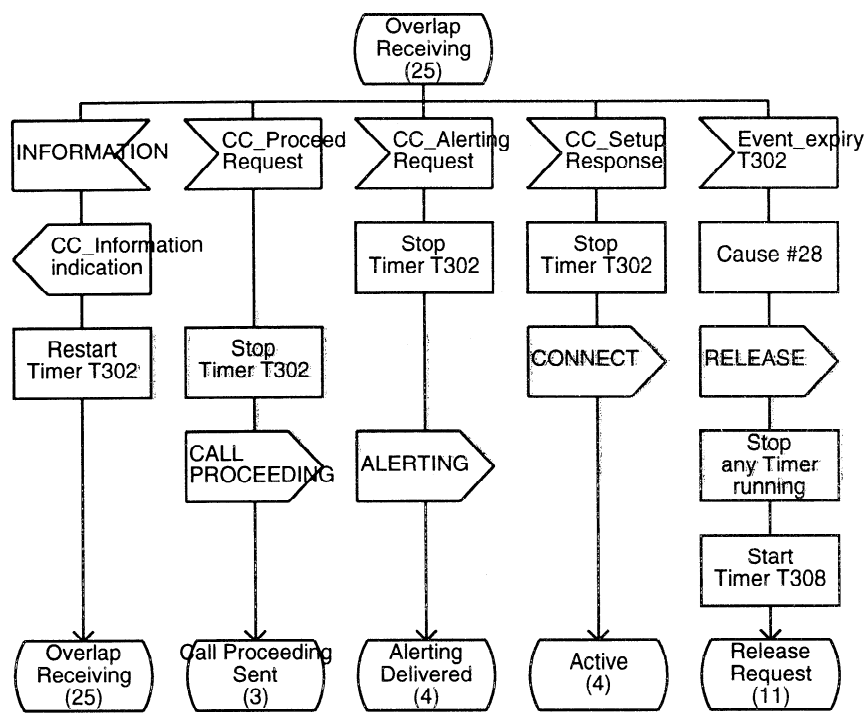 Overlap
Receiving
(25)
INFORMATION
CC_Proceed
Request
CC_Alerting
Request
CC_Setup
Response
Event_expiry
T302
CC_Information
indication
Stop
Timer T302
Stop
Timer T302
Cause #28
Restart
Timer T302
Stop
Timer T302
CONNECT
RELEASE
CALL
PROCEEDING
ALERTING
Stop
any Timer
running
Start
Timer T308
Overlap
Receiving
(25)
Call Proceeding
Sent
(3)
Alerting
Delivered
(4)
Active
(4)
Release
Request
(11)